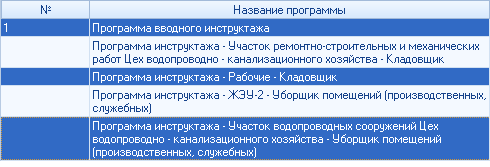 № Название программы
1 Программа вводного инструктажа
Программа инструктажа - Участок ремонтно-строительных и механических
работ Цех водопроводно - канализационного хозяйства - Кладовщик
Программа инструктажа - Рабочие - Кладовщик
Программа инструктажа - ЖЭУ-2 - Уборщик помещений (производственных,
служебных)
Программа инструктажа - Участок водопроводных сооружений Цех
водопроводно - канализационного хозяйства - Уборщик помещений
(производственных, служебных)